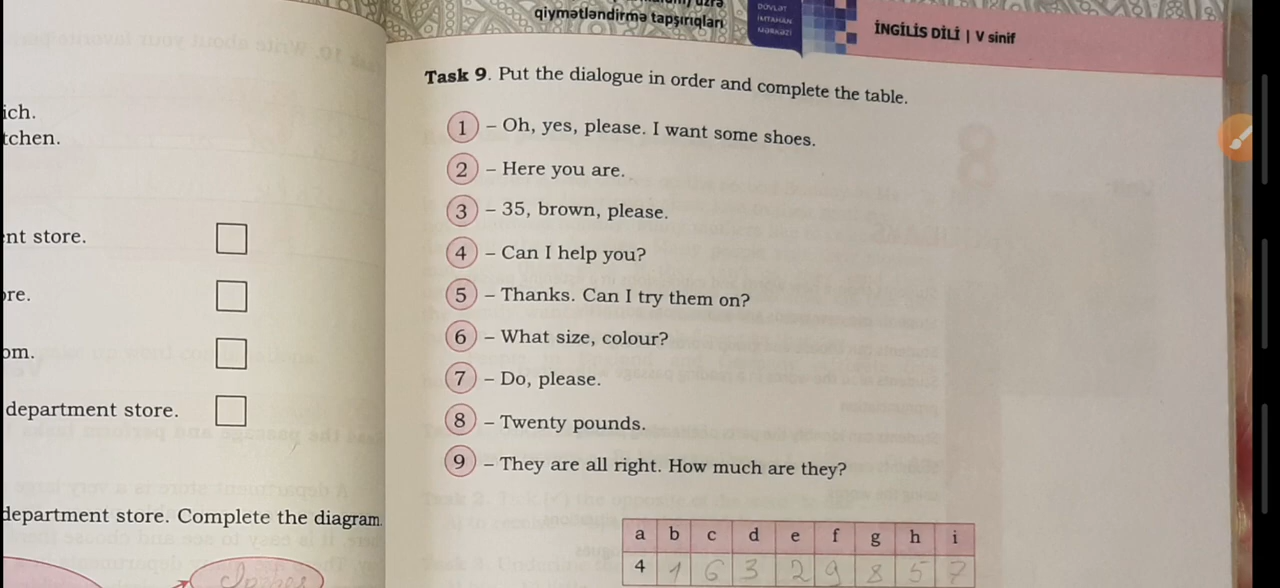 qiymətləndirmə tapşırıqları
DÖVLƏT
İMTAHAN
MƏRKƏZİ
İNGİLİS DİLİ | V sinif
ich.
tchen.
nt store.
re.
om.
department store.
department store. Complete the diagram.
Task 9. Put the dialogue in order and complete the table.
1 – Oh, yes, please. I want some shoes.
2 – Here you are.
3 – 35, brown, please.
4 – Can I help you?
5 – Thanks. Can I try them on?
6 – What size, colour?
7 – Do, please.
8 – Twenty pounds.
9 – They are all right. How much are they?
a b c d e f g h i
4 1 6 3 2 9 8 5 7